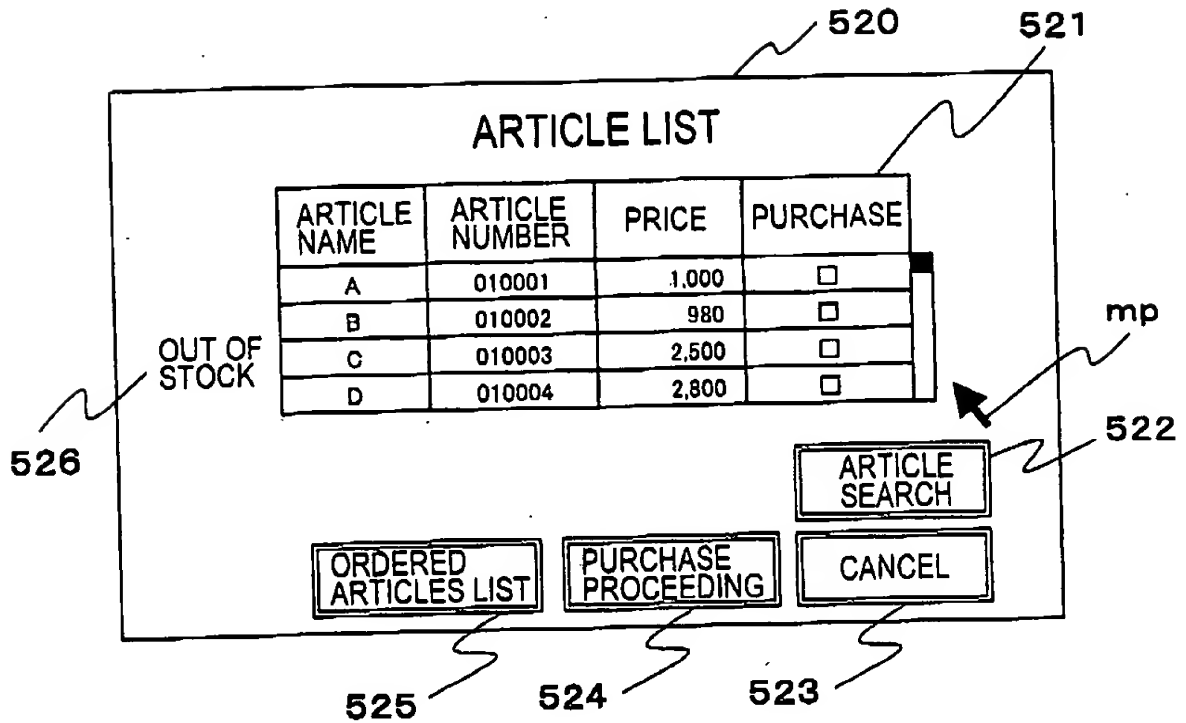 520
521
ARTICLE LIST
ARTICLE NAME ARTICLE NUMBER PRICE PURCHASE
A 010001 1,000 □
B 010002 980 □
C 010003 2,500 □
D 010004 2,800 □
OUT OF
STOCK
mp
526
522
ARTICLE
SEARCH
ORDERED
ARTICLES LIST
PURCHASE
PROCEEDING
CANCEL
525
524
523